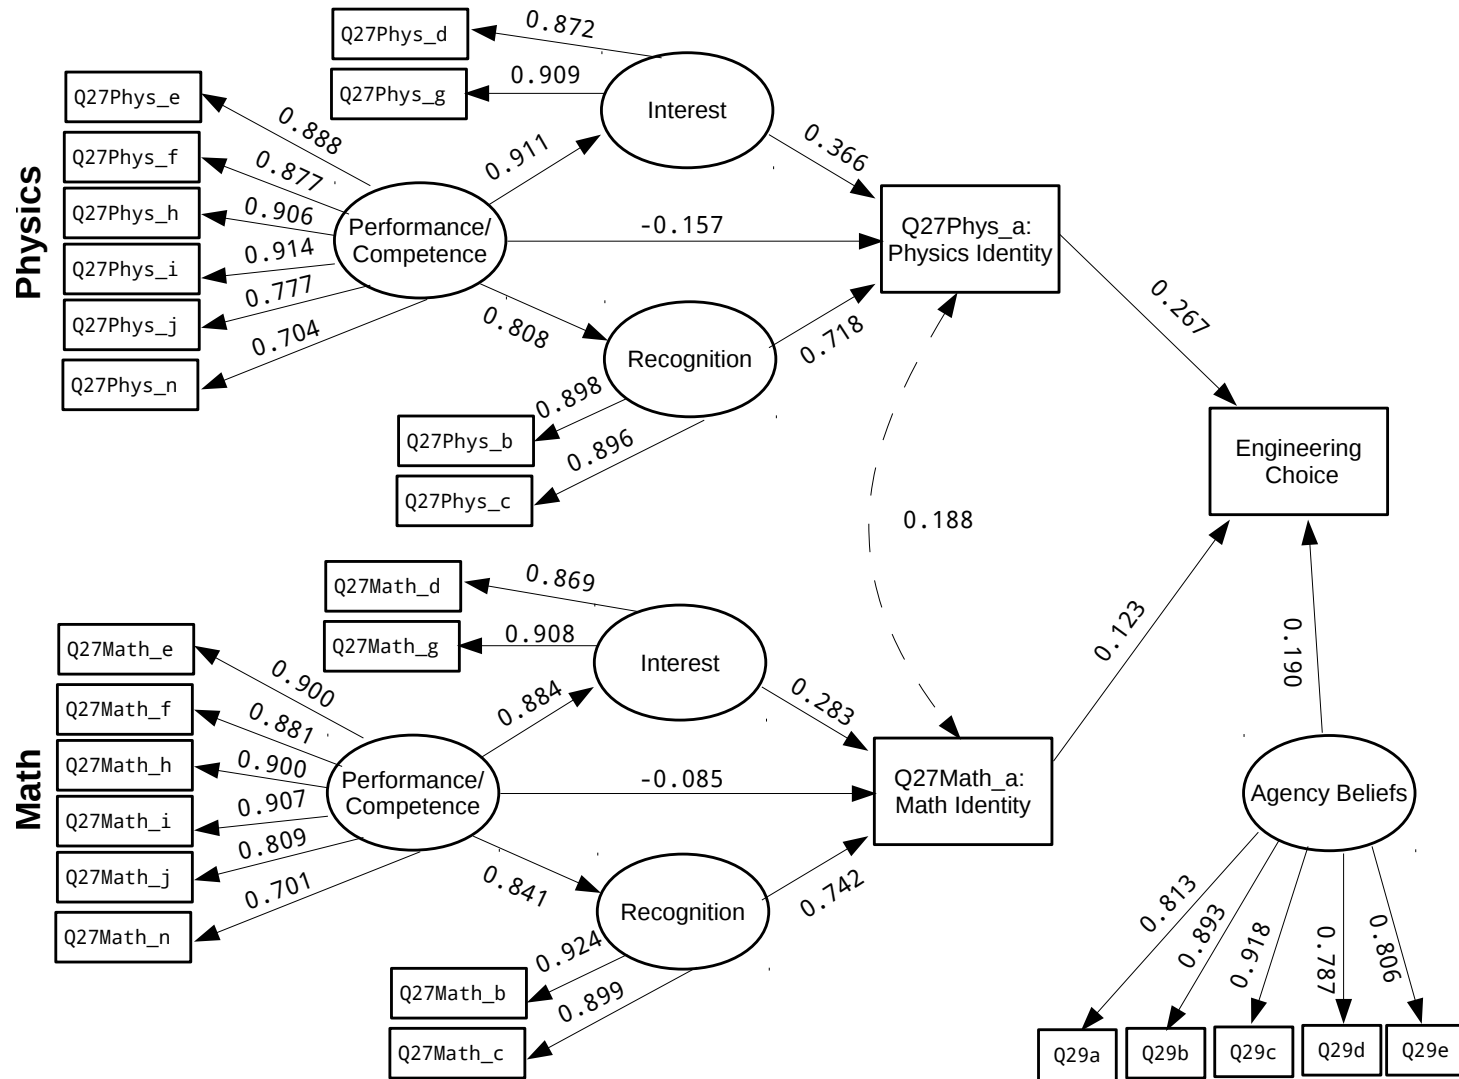 Physics
Q27Phys_d
0.872
Q27Phys_g
0.909
Interest
Q27Phys_e
0.888
Q27Phys_f
0.877
Q27Phys_h
0.906
Q27Phys_i
0.914
Q27Phys_j
0.777
Q27Phys_n
0.704
Performance/
Competence
0.911
0.366
-0.157
0.808
Recognition
0.718
Q27Phys_b
0.898
Q27Phys_c
0.896
Q27Phys_a:
Physics Identity
0.267
0.188
Engineering
Choice
Math
Q27Math_d
0.869
Q27Math_g
0.908
Interest
Q27Math_e
0.900
Q27Math_f
0.881
Q27Math_h
0.900
Q27Math_i
0.907
Q27Math_j
0.809
Q27Math_n
0.701
Performance/
Competence
0.884
0.283
-0.085
0.841
Recognition
0.742
Q27Math_b
0.924
Q27Math_c
0.899
Q27Math_a:
Math Identity
0.123
0.190
Agency Beliefs
0.813
0.893
0.918
0.787
0.806
Q29a
Q29b
Q29c
Q29d
Q29e